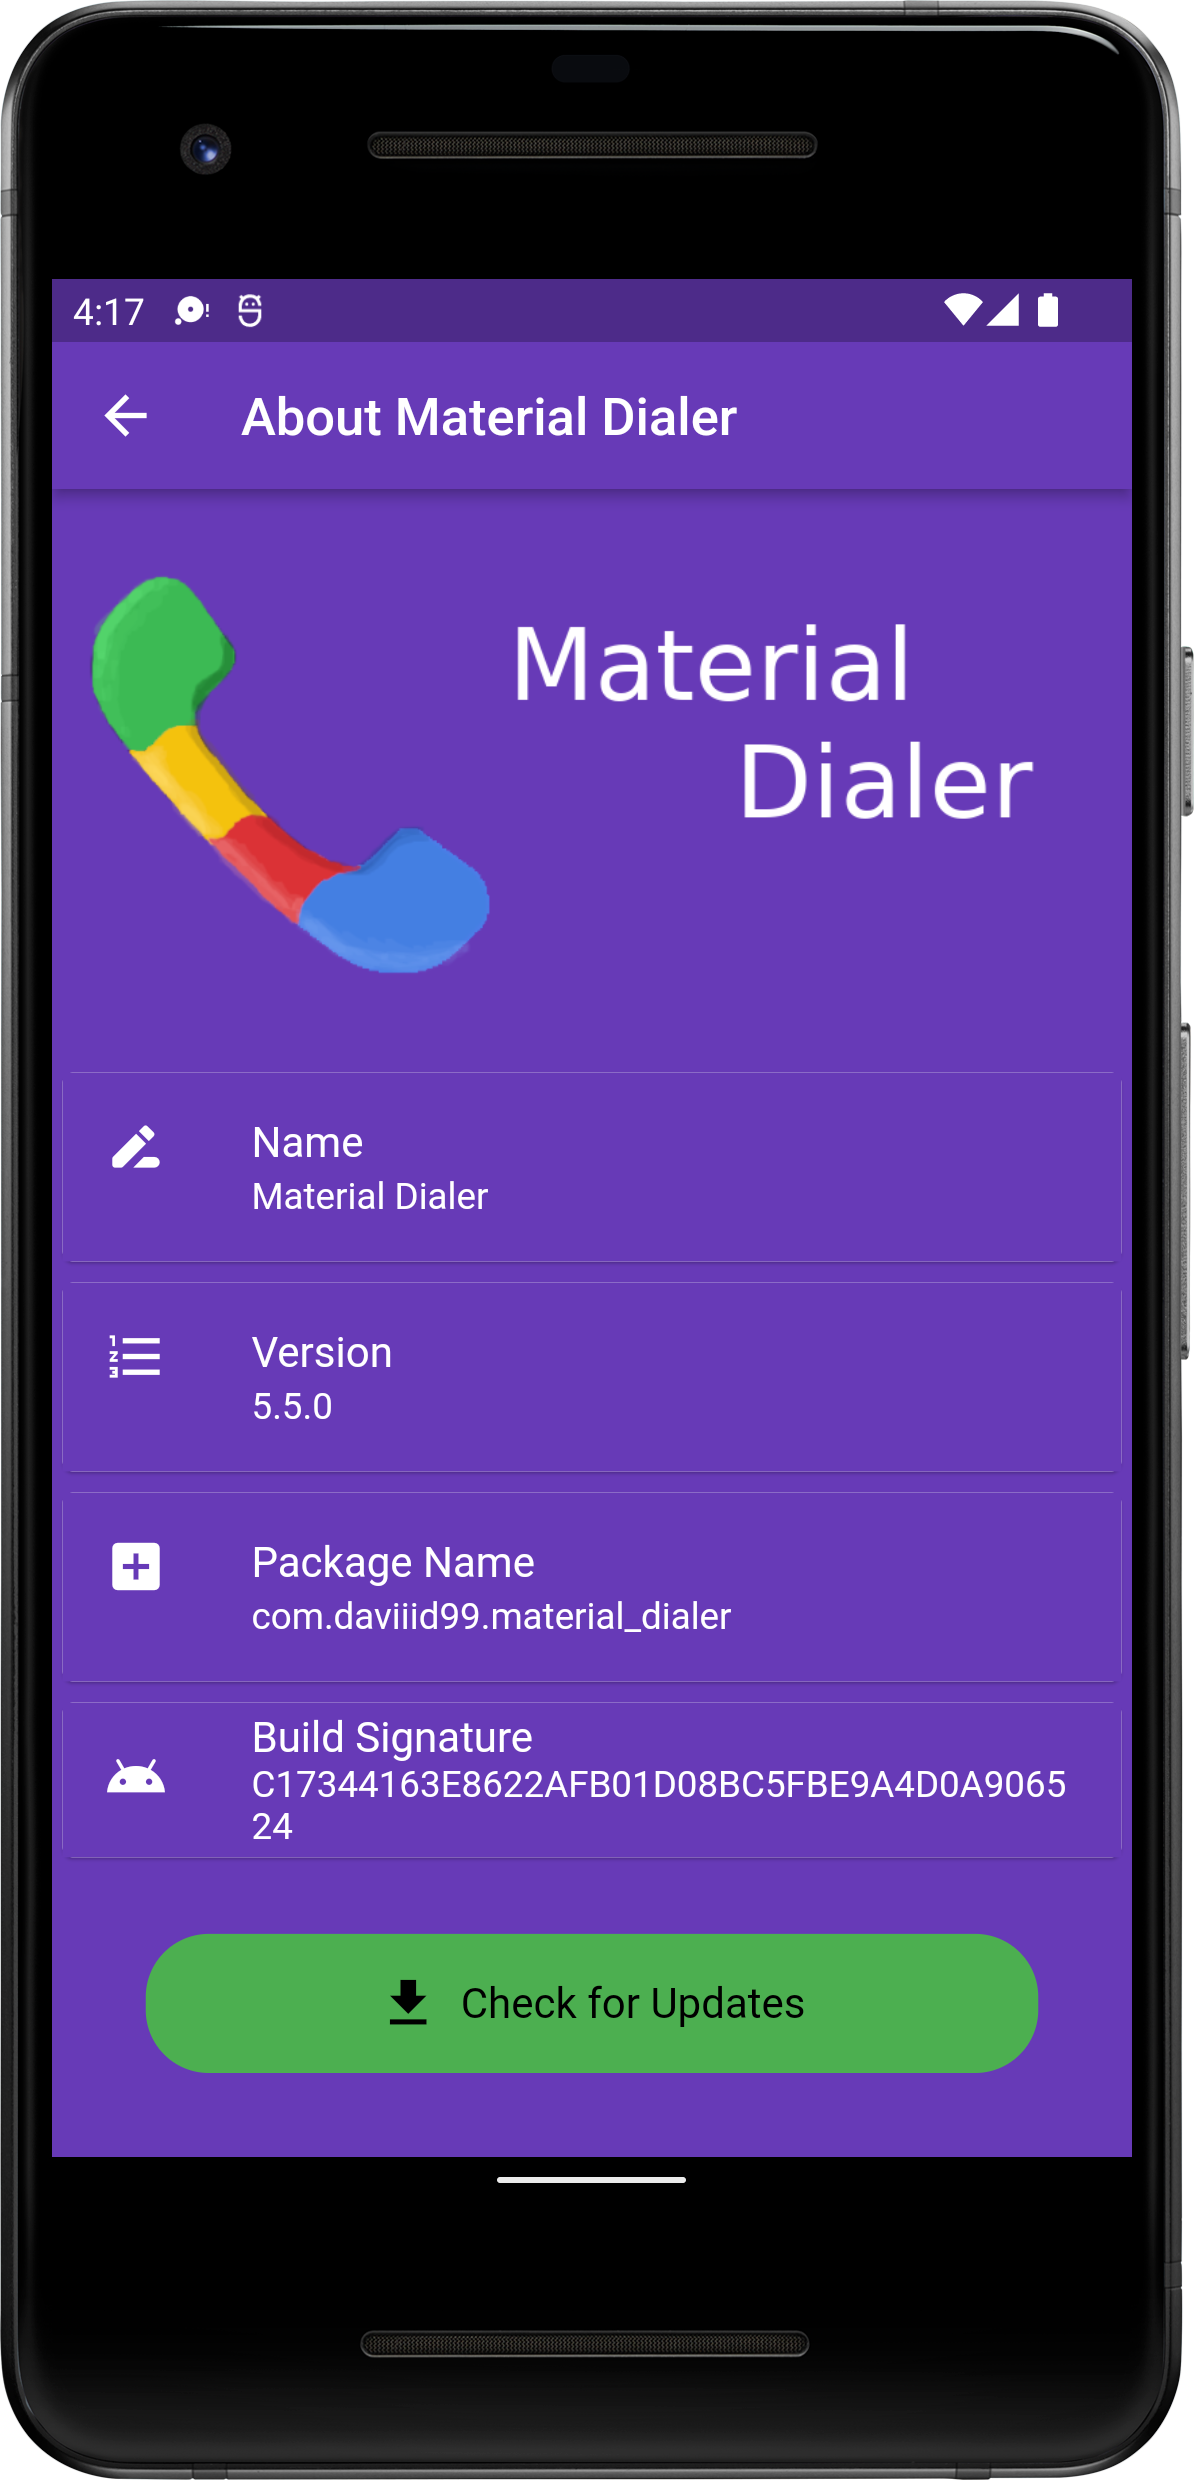 4:17
About Material Dialer
Material
Dialer
Name
Material Dialer
Version
5.5.0
Package Name
com.daviiid99.material_dialer
Build Signature
C17344163E8622AFB01D08BC5FBE9A4D0A9065
24
Check for Updates